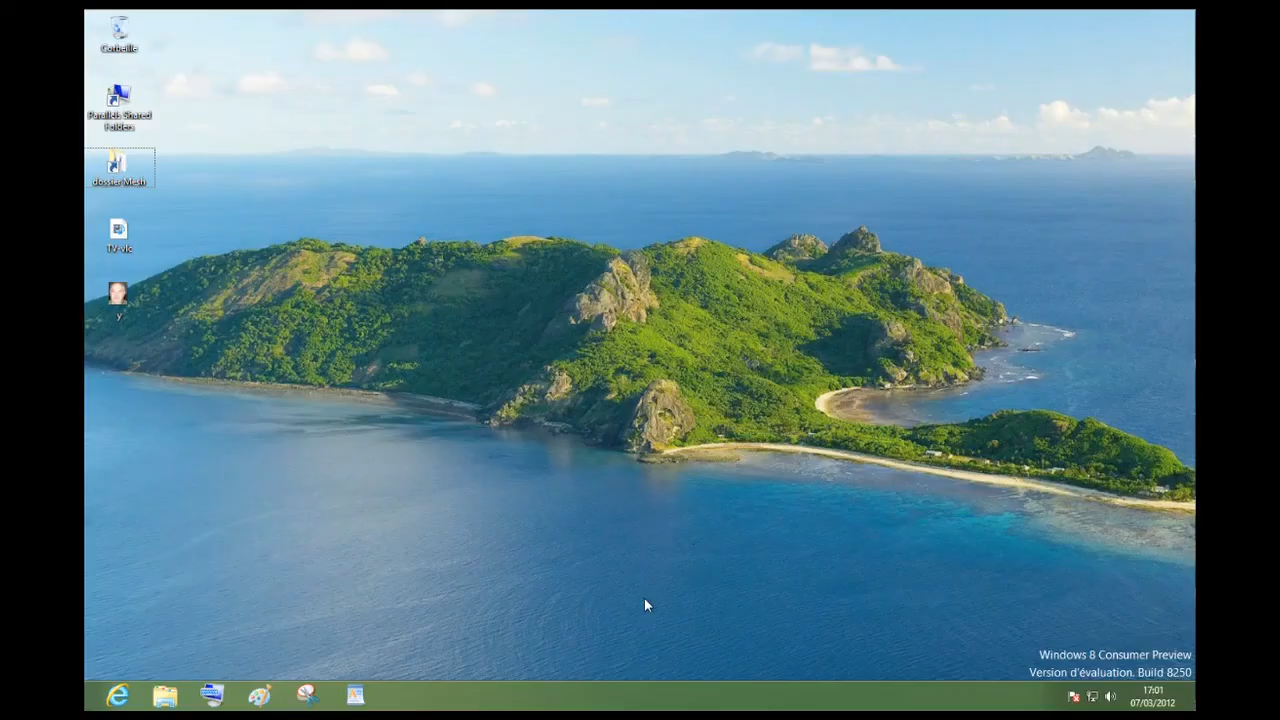 Corbeille
Parallels Shared
Folders
dossier Mesh
TV-vlc
y
Windows 8 Consumer Preview
Version d'évaluation. Build 8250
17:01
07/03/2012